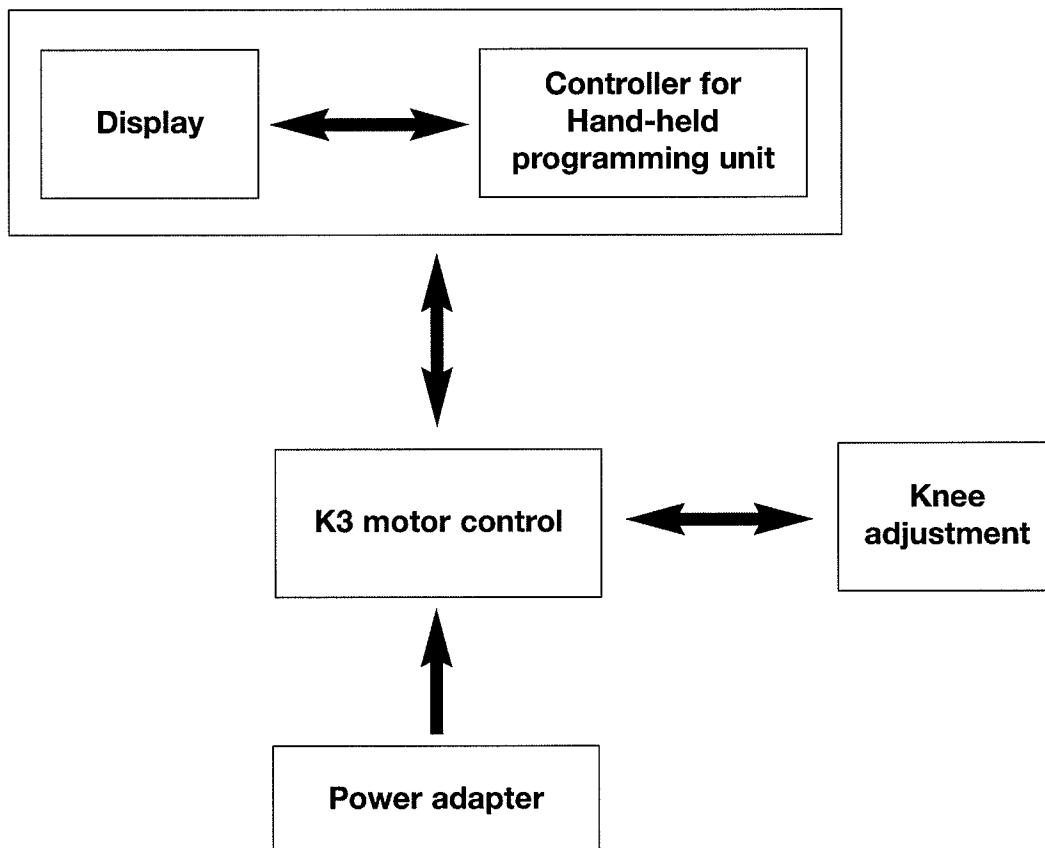 Display
Controller for
Hand-held
programming unit
K3 motor control
Knee
adjustment
Power adapter